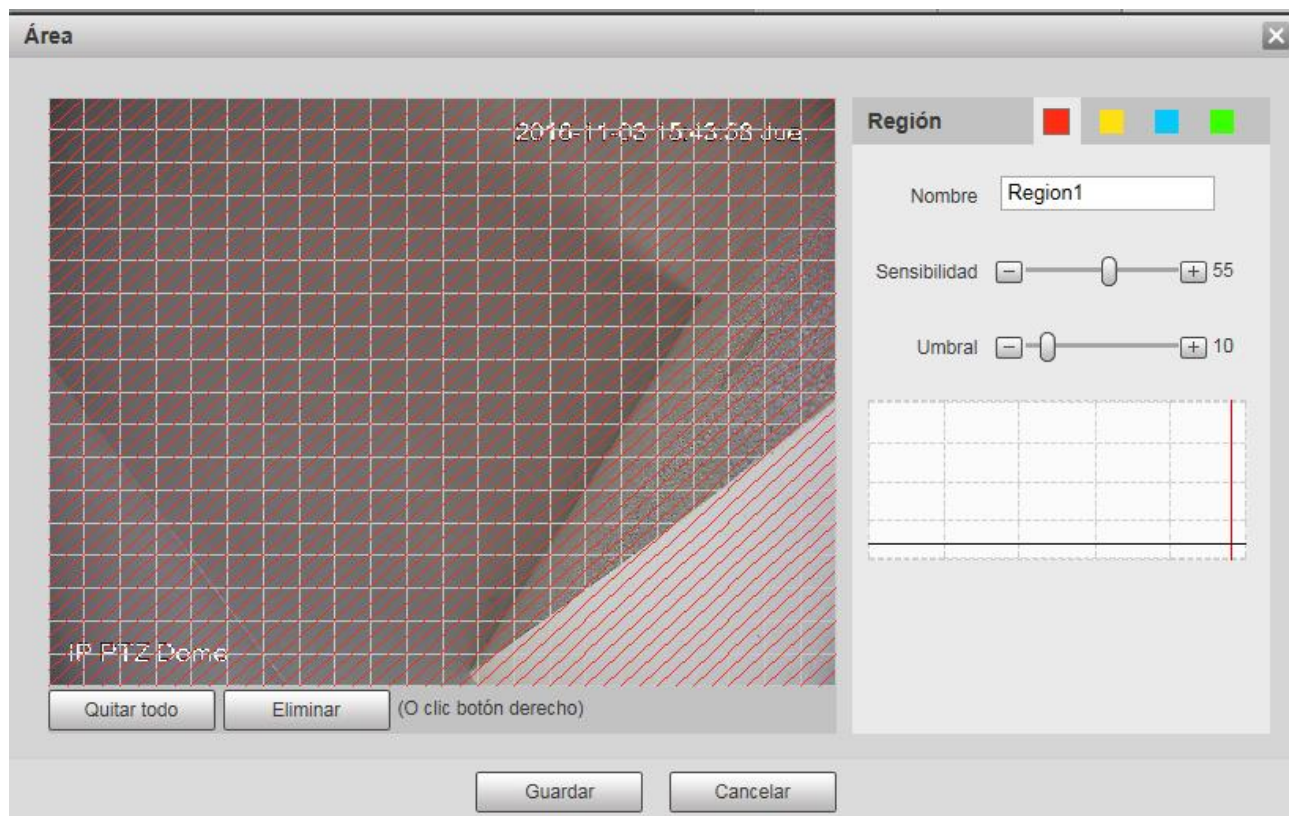 Área
2016-11-03 15:43:58 Jue.
Región
Nombre Region1
Sensibilidad 55
Umbral 10
IP PTZ Dome
Quitar todo Eliminar (O clic botón derecho)
Guardar Cancelar